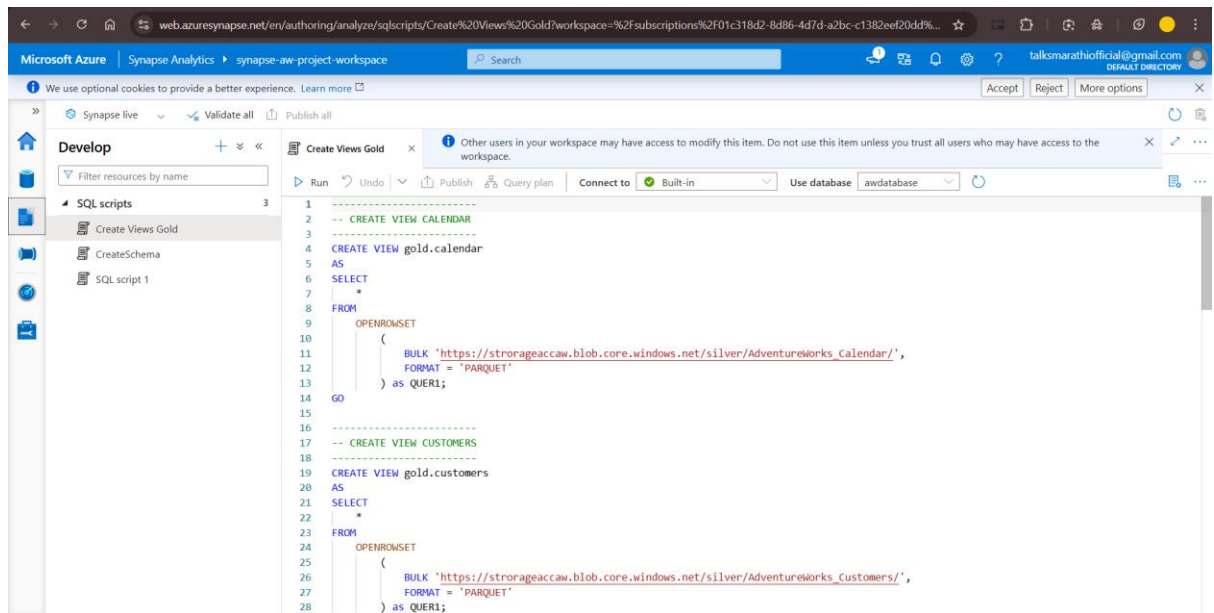 web.azuresynapse.net/en/authoring/analyze/sqlscripts/Create%20Views%20Gold?workspace=%2Fsubscriptions%2F01c318d2-8d86-4d7d-a2bc-c1382eef20dd%...
Microsoft Azure | Synapse Analytics ▸ synapse-aw-project-workspace
Search
1
talksmarathiofficial@gmail.com
DEFAULT DIRECTORY
We use optional cookies to provide a better experience. Learn more
Accept Reject More options
Synapse live Validate all Publish all
Develop
Filter resources by name
SQL scripts 3
Create Views Gold
CreateSchema
SQL script 1
Create Views Gold
Other users in your workspace may have access to modify this item. Do not use this item unless you trust all users who may have access to the
workspace.
Run Undo Publish Query plan Connect to Built-in Use database awdatabase
1 ------------------------
2 -- CREATE VIEW CALENDAR
3 ------------------------
4 CREATE VIEW gold.calendar
5 AS
6 SELECT
7 *
8 FROM
9 OPENROWSET
10 (
11 BULK 'https://strorageaccaw.blob.core.windows.net/silver/AdventureWorks_Calendar/',
12 FORMAT = 'PARQUET'
13 ) as QUER1;
14 GO
15
16 ------------------------
17 -- CREATE VIEW CUSTOMERS
18 ------------------------
19 CREATE VIEW gold.customers
20 AS
21 SELECT
22 *
23 FROM
24 OPENROWSET
25 (
26 BULK 'https://strorageaccaw.blob.core.windows.net/silver/AdventureWorks_Customers/',
27 FORMAT = 'PARQUET'
28 ) as QUER1;